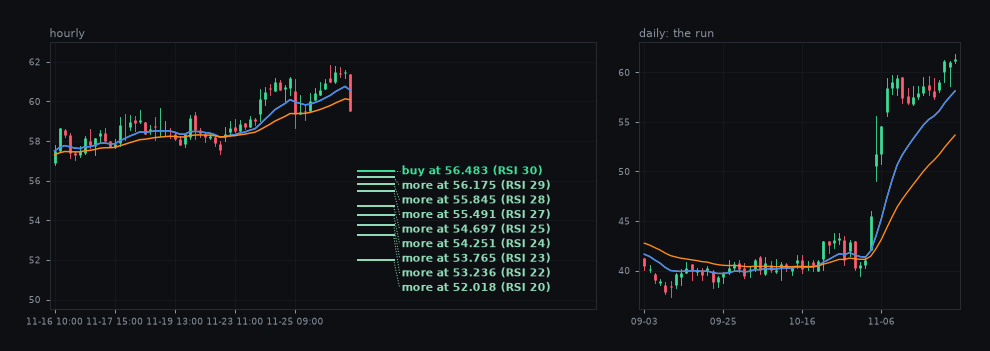 hourly
62
60
58
56
54
52
50
11-16 10:00 11-17 15:00 11-19 13:00 11-23 11:00 11-25 09:00
buy at 56.483 (RSI 30)
more at 56.175 (RSI 29)
more at 55.845 (RSI 28)
more at 55.491 (RSI 27)
more at 54.697 (RSI 25)
more at 54.251 (RSI 24)
more at 53.765 (RSI 23)
more at 53.236 (RSI 22)
more at 52.018 (RSI 20)
daily: the run
60
55
50
45
40
09-03 09-25 10-16 11-06